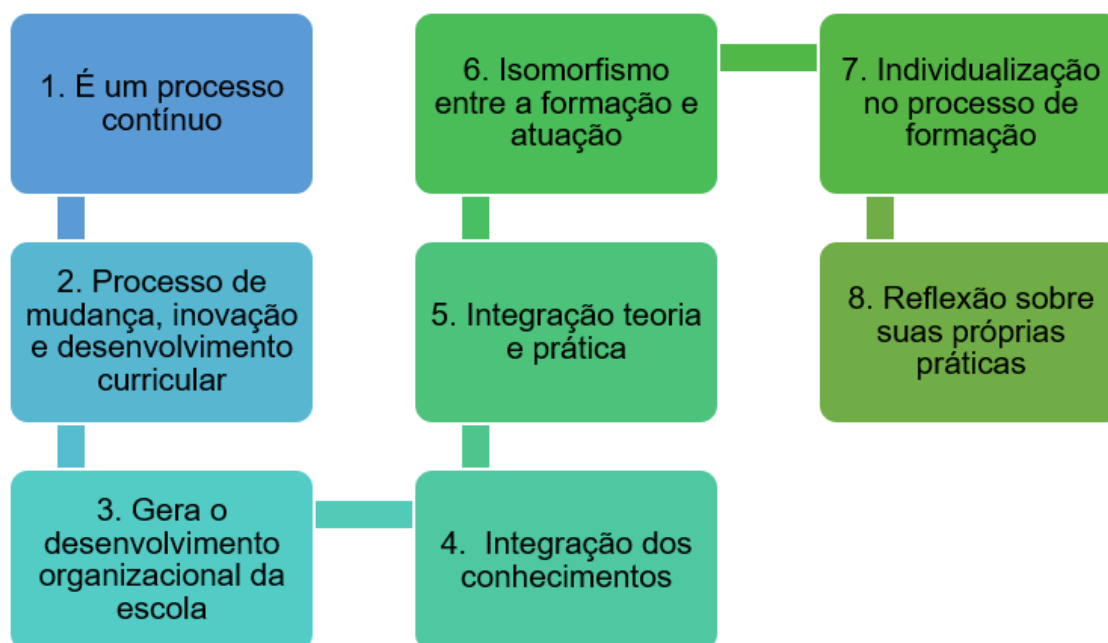 1. É um processo
contínuo
2. Processo de
mudança, inovação
e desenvolvimento
curricular
3. Gera o
desenvolvimento
organizacional da
escola
4.  Integração dos
conhecimentos
5. Integração teoria
e prática
6. Isomorfismo
entre a formação e
atuação
7. Individualização
no processo de
formação
8. Reflexão sobre
suas próprias
práticas